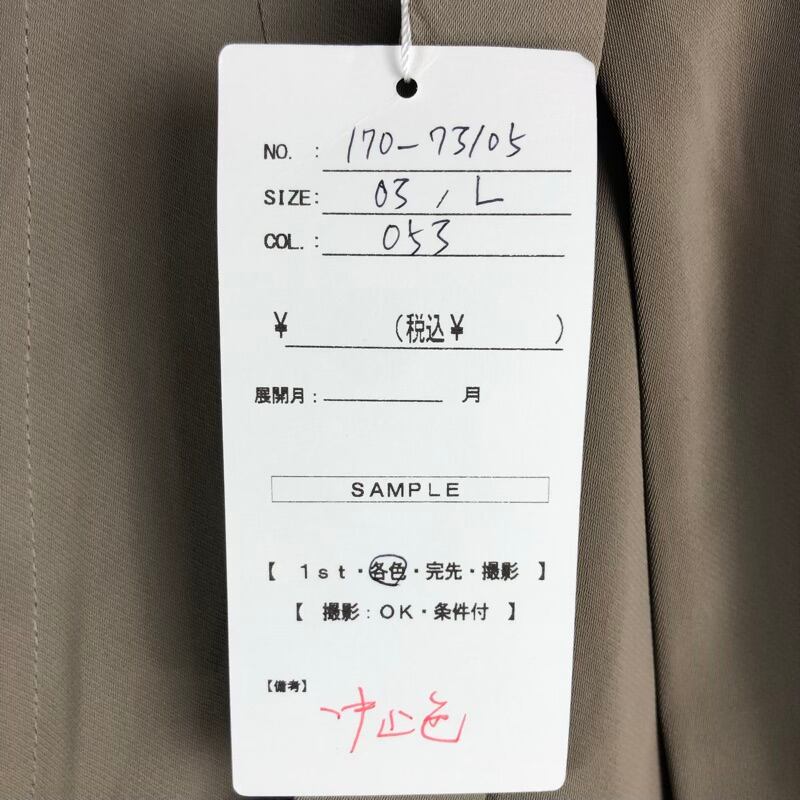 NO. : 170-73105
SIZE: 03, L
COL.: 053
¥ (税込¥ )
展開月: 月
SAMPLE
【 1st・各色・完先・撮影 】
【 撮影:OK・条件付 】
【備考】
中止色